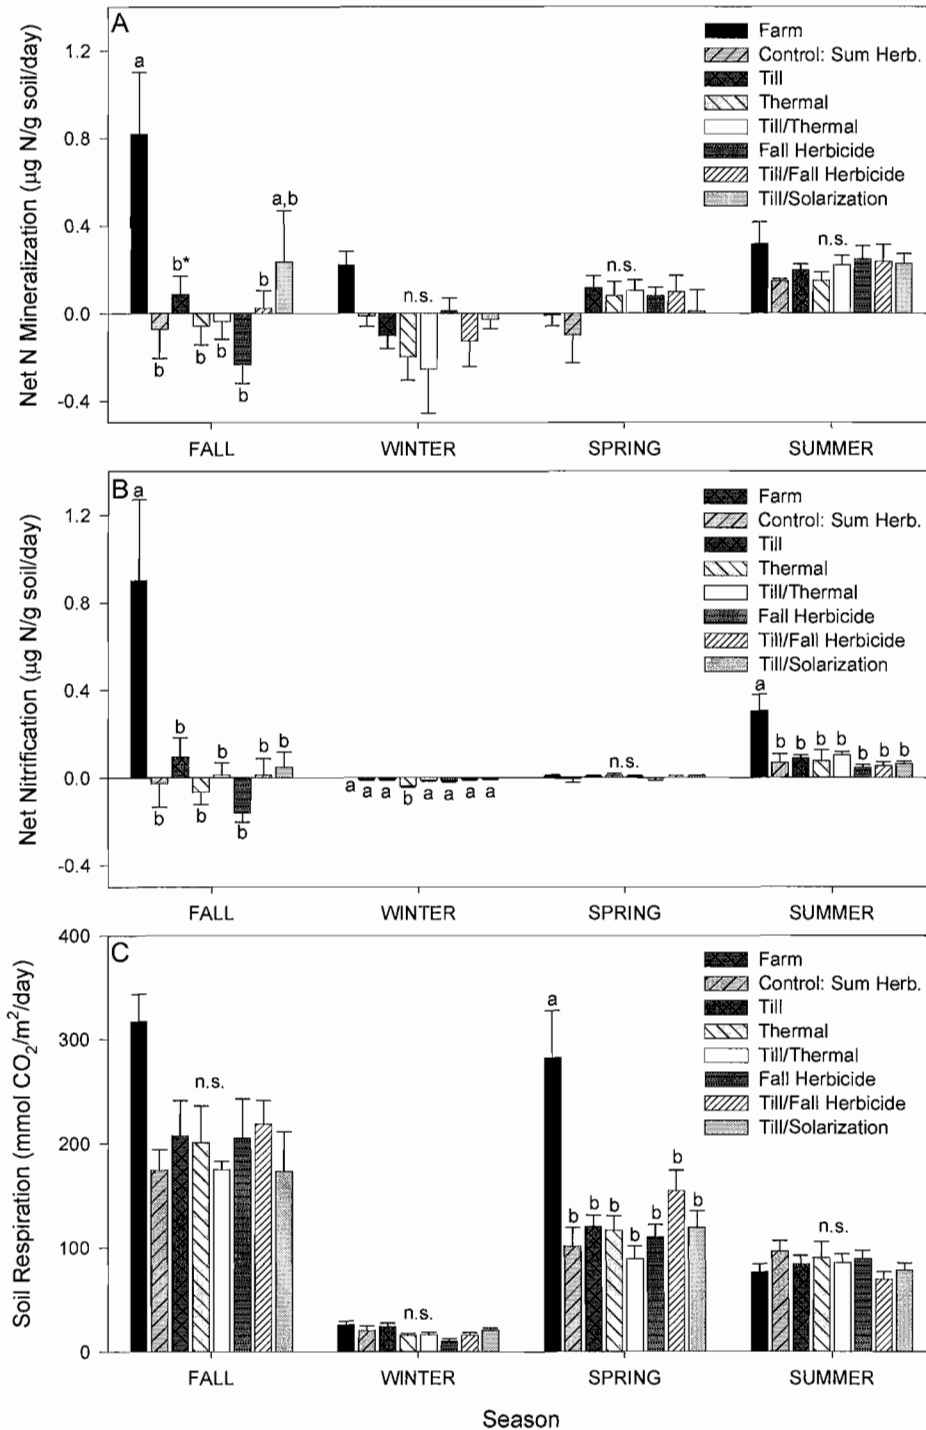 A
Net N Mineralization (µg N/g soil/day)
1.2
0.8
0.4
0.0
-0.4
Farm
Control: Sum Herb.
Till
Thermal
Till/Thermal
Fall Herbicide
Till/Fall Herbicide
Till/Solarization
a
b
b*
b
b
b
b
a,b
n.s.
n.s.
n.s.
FALL
WINTER
SPRING
SUMMER
B
Net Nitrification (µg N/g soil/day)
1.2
0.8
0.4
0.0
-0.4
Farm
Control: Sum Herb.
Till
Thermal
Till/Thermal
Fall Herbicide
Till/Fall Herbicide
Till/Solarization
a
b
b
b
b
b
b
b
a
a
a
b
a
a
a
a
n.s.
a
b
b
b
b
b
b
b
FALL
WINTER
SPRING
SUMMER
C
Soil Respiration (mmol CO₂/m²/day)
400
300
200
100
0
Farm
Control: Sum Herb.
Till
Thermal
Till/Thermal
Fall Herbicide
Till/Fall Herbicide
Till/Solarization
n.s.
n.s.
a
b
b
b
b
b
b
b
n.s.
FALL
WINTER
SPRING
SUMMER
Season